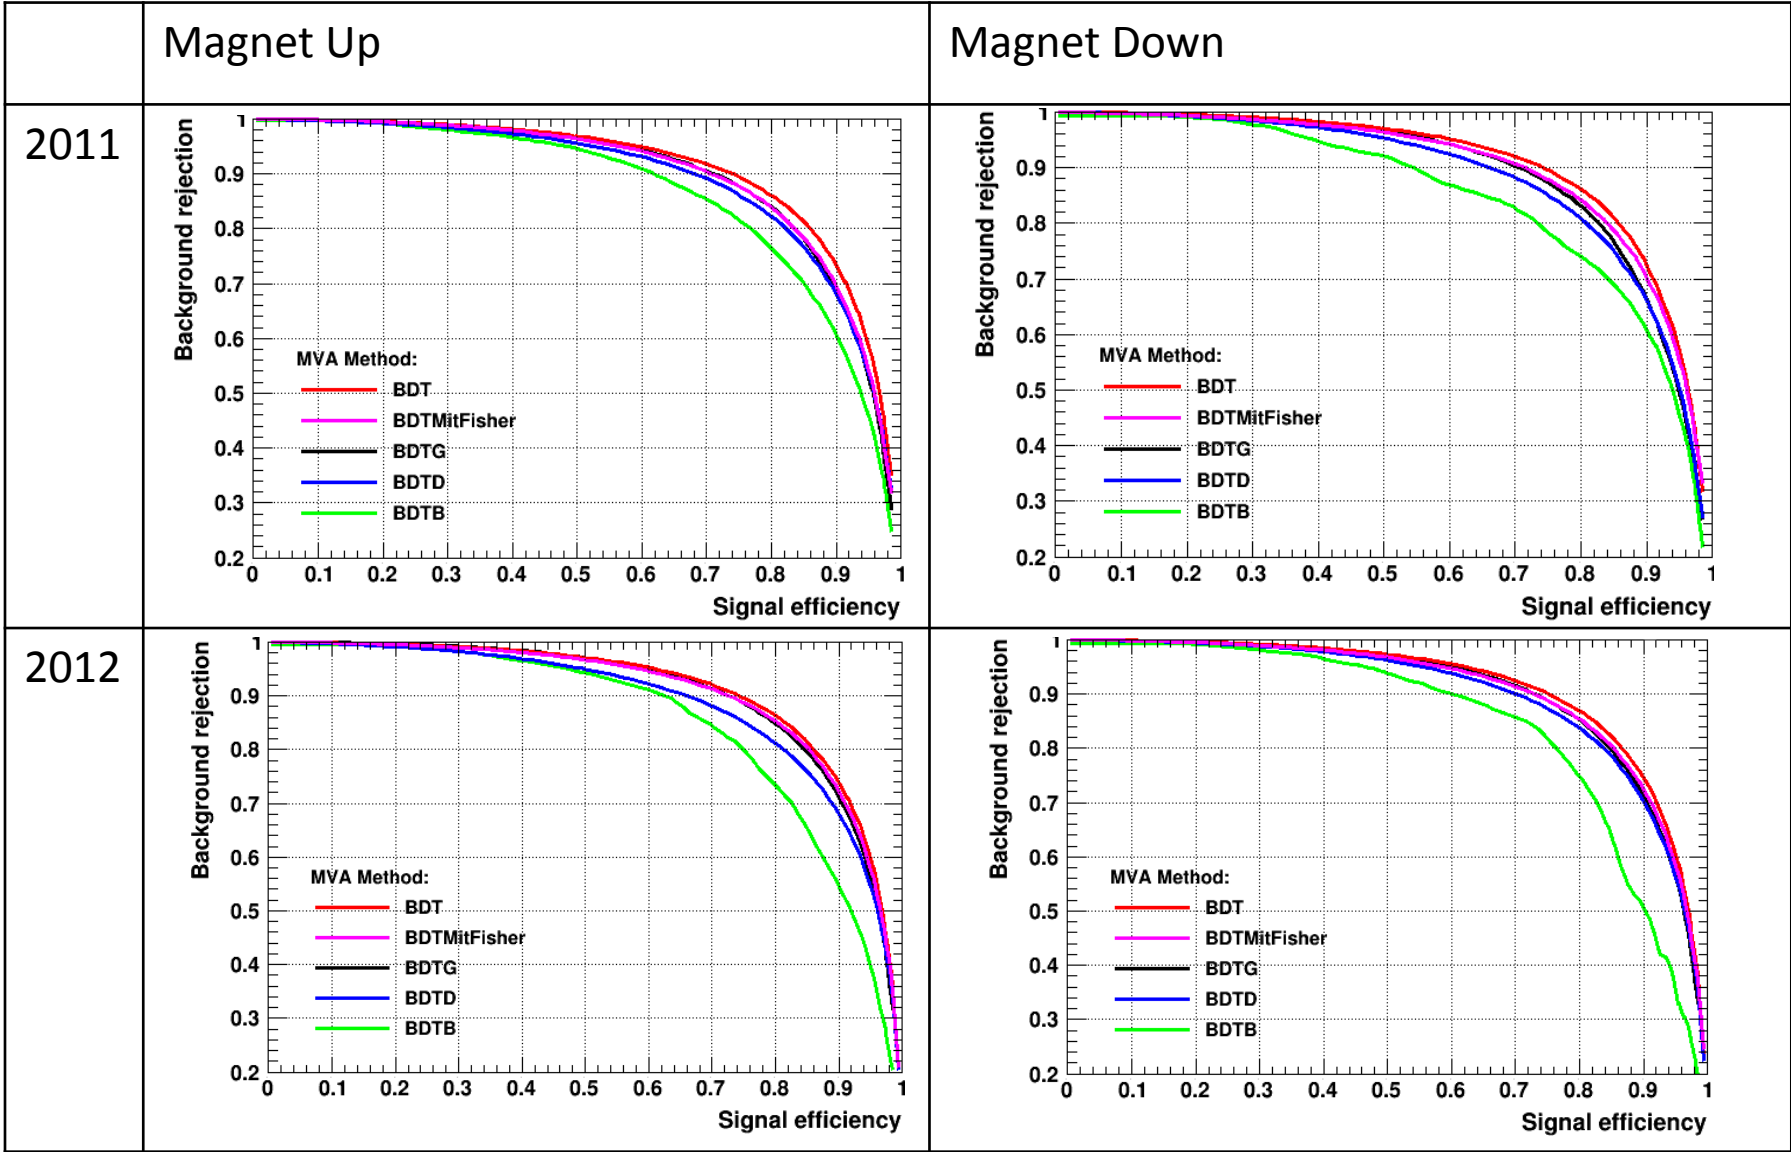 Magnet Up
Magnet Down
2011
Background rejection
1
0.9
0.8
0.7
0.6
0.5
0.4
0.3
0.2
MVA Method:
BDT
BDTMitFisher
BDTG
BDTD
BDTB
0 0.1 0.2 0.3 0.4 0.5 0.6 0.7 0.8 0.9 1
Signal efficiency
Background rejection
1
0.9
0.8
0.7
0.6
0.5
0.4
0.3
0.2
MVA Method:
BDT
BDTMitFisher
BDTG
BDTD
BDTB
0 0.1 0.2 0.3 0.4 0.5 0.6 0.7 0.8 0.9 1
Signal efficiency
2012
Background rejection
1
0.9
0.8
0.7
0.6
0.5
0.4
0.3
0.2
MVA Method:
BDT
BDTMitFisher
BDTG
BDTD
BDTB
0 0.1 0.2 0.3 0.4 0.5 0.6 0.7 0.8 0.9 1
Signal efficiency
Background rejection
1
0.9
0.8
0.7
0.6
0.5
0.4
0.3
0.2
MVA Method:
BDT
BDTMitFisher
BDTG
BDTD
BDTB
0 0.1 0.2 0.3 0.4 0.5 0.6 0.7 0.8 0.9 1
Signal efficiency